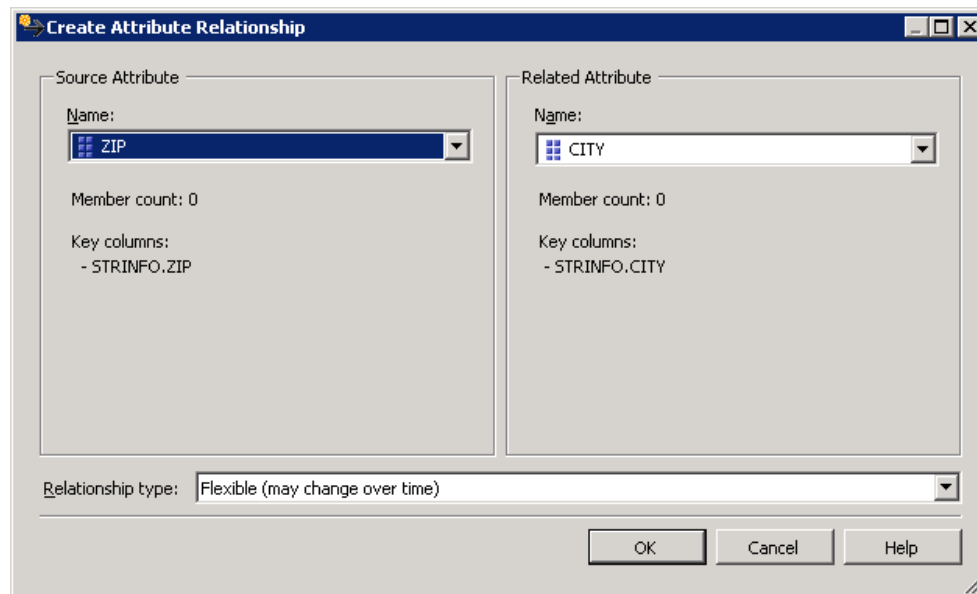 Create Attribute Relationship
Source Attribute
Name:
ZIP
Member count: 0
Key columns:
- STRINFO.ZIP
Related Attribute
Name:
CITY
Member count: 0
Key columns:
- STRINFO.CITY
Relationship type: Flexible (may change over time)
OK Cancel Help